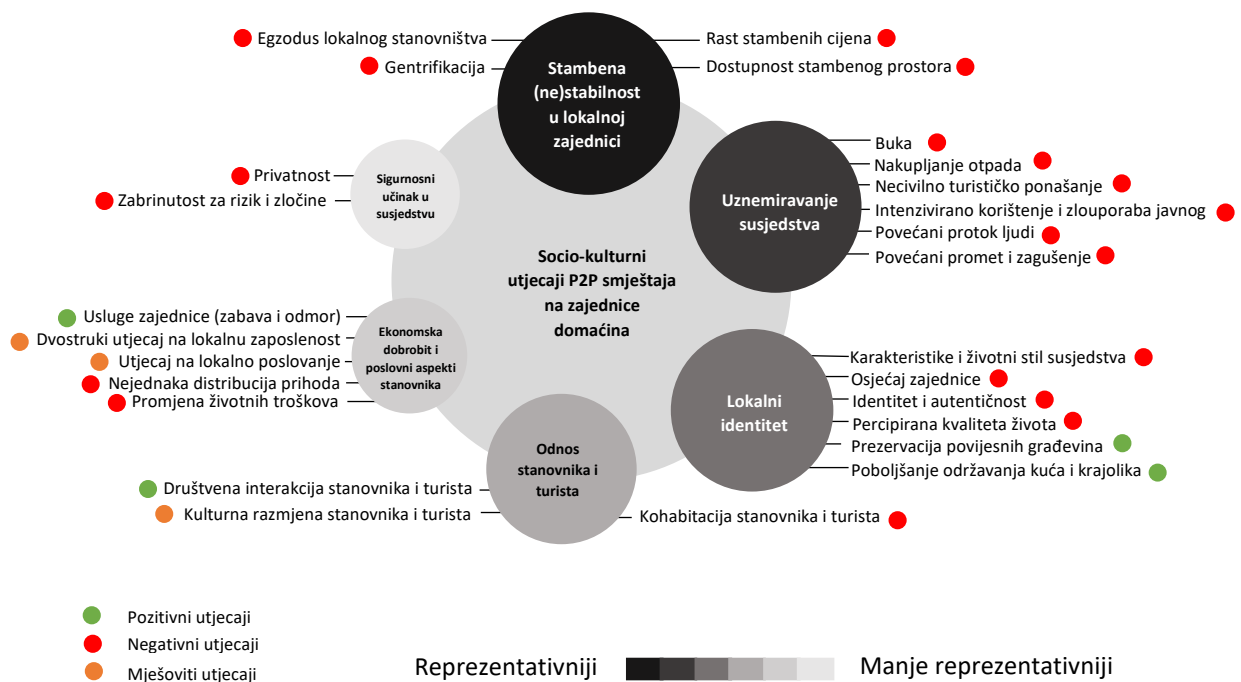 Egzodus lokalnog stanovništva
Gentrifikacija
Rast stambenih cijena
Dostupnost stambenog prostora
Stambena
(ne)stabilnost
u lokalnoj
zajednici
Buka
Nakupljanje otpada
Necivilno turističko ponašanje
Intenzivirano korištenje i zlouporaba javnog
Povećani protok ljudi
Povećani promet i zagušenje
Uznemiravanje
susjedstva
Privatnost
Zabrinutost za rizik i zločine
Sigurnosni
učinak u
susjedstvu
Socio-kulturni
utjecaji P2P smještaja
na zajednice
domaćina
Usluge zajednice (zabava i odmor)
Dvostruki utjecaj na lokalnu zaposlenost
Utjecaj na lokalno poslovanje
Nejednaka distribucija prihoda
Promjena životnih troškova
Ekonomska
dobrobit i
poslovni aspekti
stanovnika
Karakteristike i životni stil susjedstva
Osjećaj zajednice
Identitet i autentičnost
Percipirana kvaliteta života
Prezervacija povijesnih građevina
Poboljšanje održavanja kuća i krajolika
Lokalni
identitet
Odnos
stanovnika i
turista
Društvena interakcija stanovnika i turista
Kulturna razmjena stanovnika i turista
Kohabitacija stanovnika i turista
Pozitivni utjecaji
Negativni utjecaji
Mješoviti utjecaji
Reprezentativniji
Manje reprezentativniji